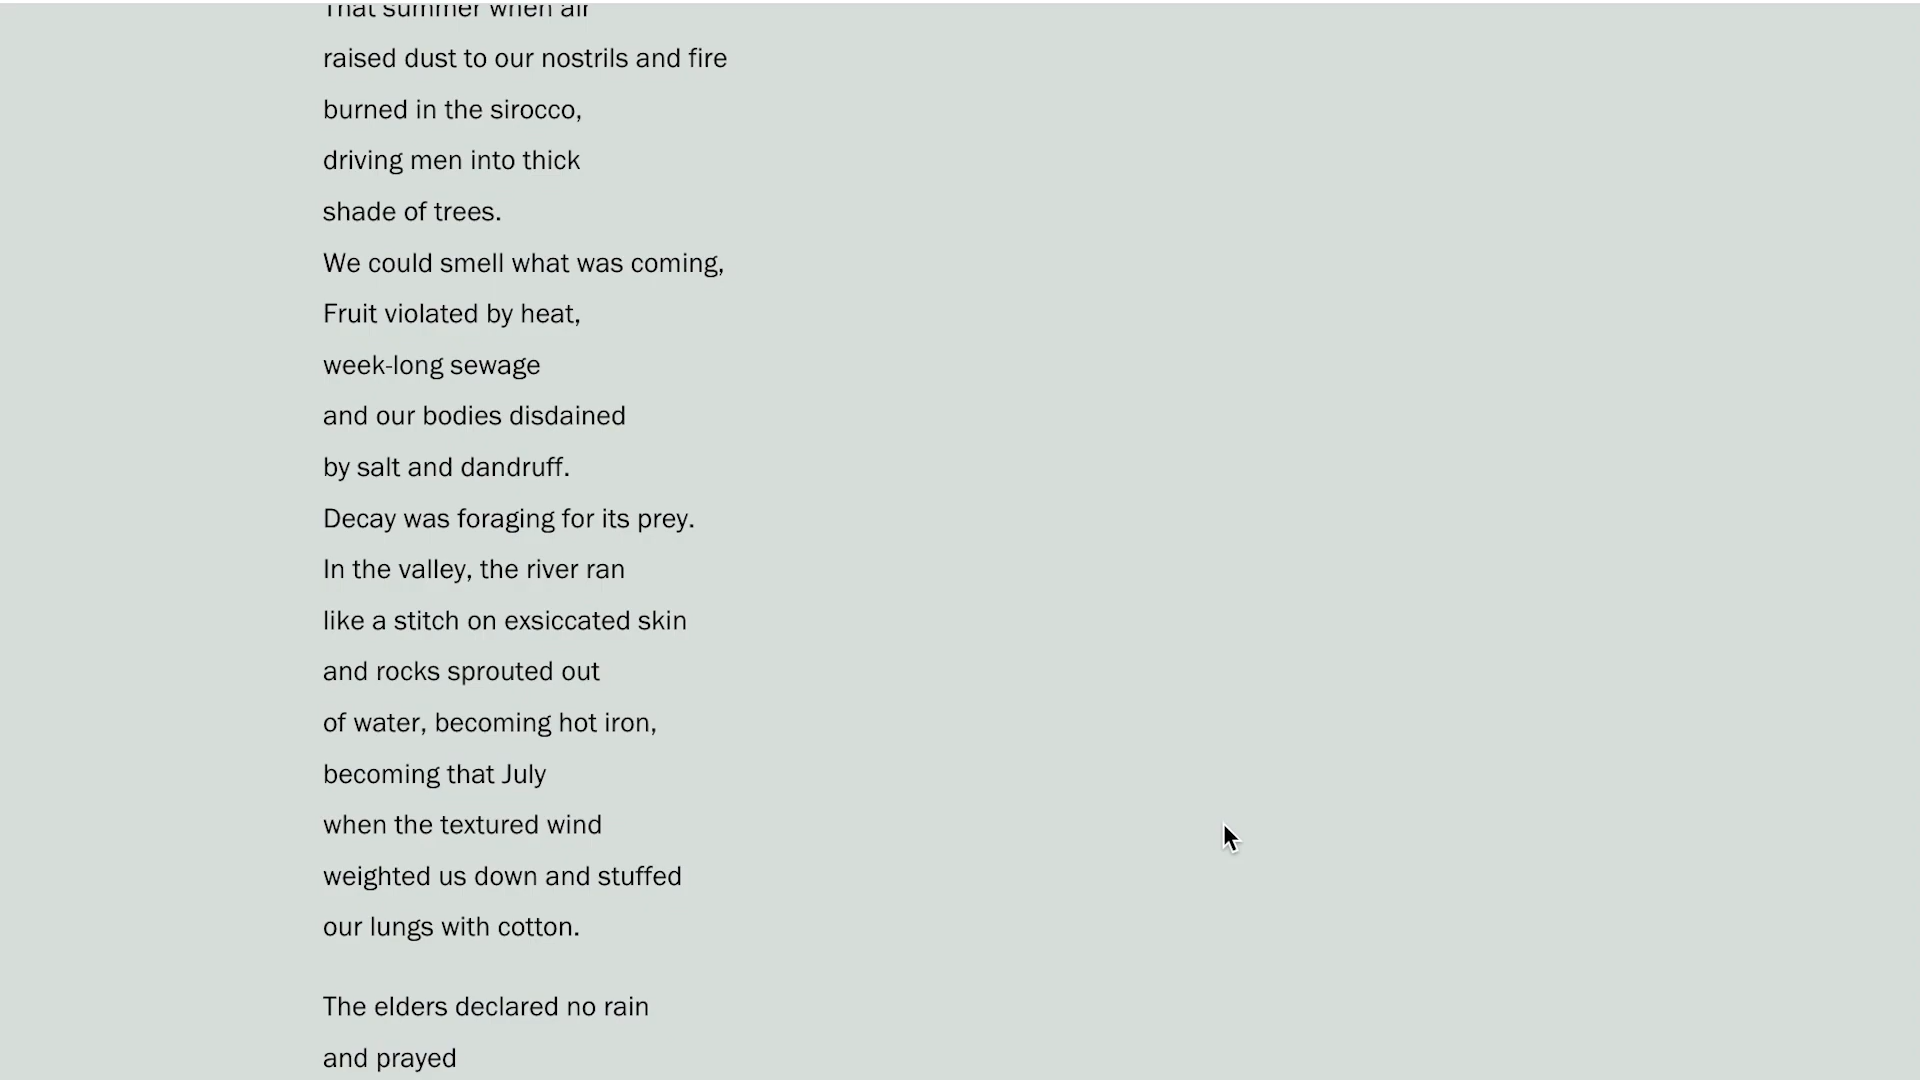 That summer when air
raised dust to our nostrils and fire
burned in the sirocco,
driving men into thick
shade of trees.
We could smell what was coming,
Fruit violated by heat,
week-long sewage
and our bodies disdained
by salt and dandruff.
Decay was foraging for its prey.
In the valley, the river ran
like a stitch on exsiccated skin
and rocks sprouted out
of water, becoming hot iron,
becoming that July
when the textured wind
weighted us down and stuffed
our lungs with cotton.
The elders declared no rain
and prayed